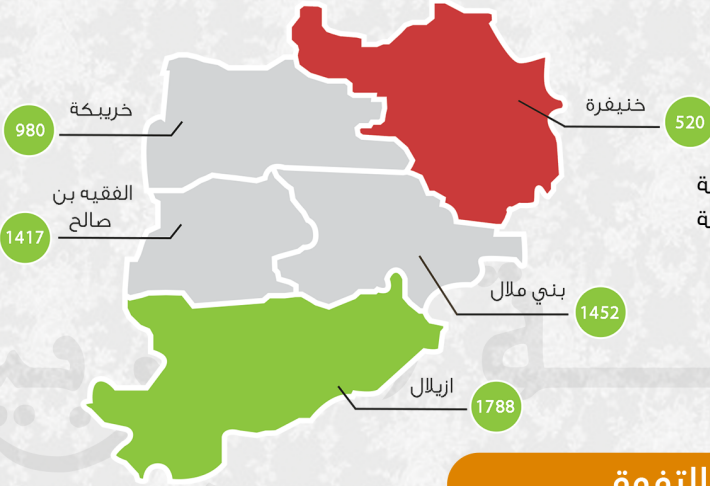 خنيفرة
520
خريبكة
980
الفقيه بن
صالح
1417
بني ملال
1452
ازيلال
1788